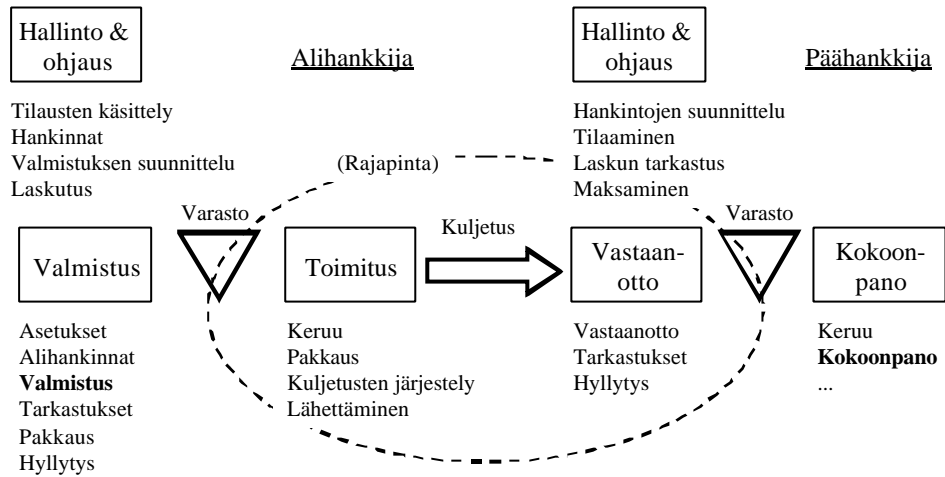 Hallinto &
ohjaus
Alihankkija
Hallinto &
ohjaus
Päähankkija
Tilausten käsittely
Hankinnat
Valmistuksen suunnittelu
Laskutus
(Rajapinta)
Hankintojen suunnittelu
Tilaaminen
Laskun tarkastus
Maksaminen
Varasto
Kuljetus
Varasto
Valmistus
Toimitus
Vastaan-
otto
Kokoon-
pano
Asetukset
Alihankinnat
Valmistus
Tarkastukset
Pakkaus
Hyllytys
Keruu
Pakkaus
Kuljetusten järjestely
Lähettäminen
Vastaanotto
Tarkastukset
Hyllytys
Keruu
Kokoonpano
...